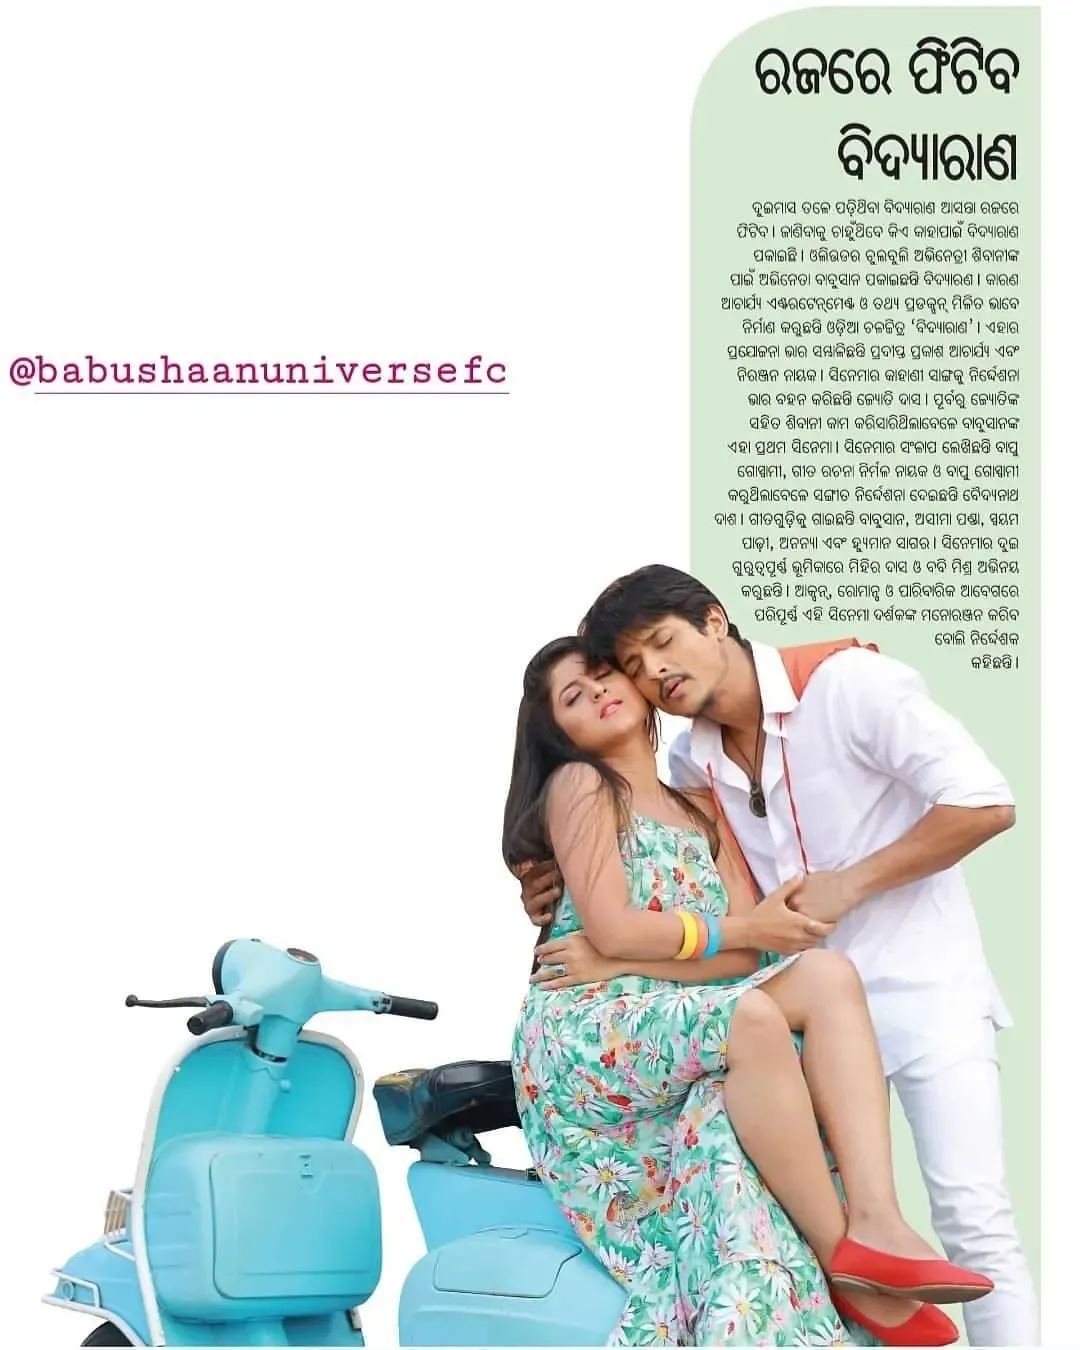 ରଜରେ ଫିଟିବ
ବିଦ୍ୟାରାଣ
ଦୁଇମାସ ତଳେ ପଡ଼ିଥିବା ବିଦ୍ୟାରାଣ ଆସନ୍ତା ରଜରେ
ଫିଟିବ । ଜାଣିବାକୁ ଚାହୁଁଥିବେ କିଏ କାହାପାଇଁ ବିଦ୍ୟାରାଣ
ପକାଇଛି । ଓଲିଉଡର ଚୁଲବୁଲି ଅଭିନେତ୍ରୀ ଶିବାନୀଙ୍କ
ପାଇଁ ଅଭିନେତା ବାବୁସାନ ପକାଇଛନ୍ତି ବିଦ୍ୟାରଣ । କାରଣ
ଆଚାର୍ଯ୍ୟ ଏଣ୍ଟରଟେନ୍‌ମେଣ୍ଟ ଓ ତଥ୍ୟ ପ୍ରଡକ୍ସନ୍ ମିଳିତ ଭାବେ
ନିର୍ମାଣ କରୁଛନ୍ତି ଓଡ଼ିଆ ଚଳଚ୍ଚିତ୍ର ‘ବିଦ୍ୟାରାଣ’ । ଏହାର
ପ୍ରଯୋଜନା ଭାର ସମ୍ଭାଳିଛନ୍ତି ପ୍ରଦୀପ୍ତ ପ୍ରକାଶ ଆଚାର୍ଯ୍ୟ ଏବଂ
ନିରଞ୍ଜନ ନାୟକ । ସିନେମାର କାହାଣୀ ସାଙ୍ଗକୁ ନିର୍ଦ୍ଦେଶନା
ଭାର ବହନ କରିଛନ୍ତି ଜ୍ୟୋତି ଦାସ । ପୂର୍ବରୁ ଜ୍ୟୋତିଙ୍କ
ସହିତ ଶିବାନୀ କାମ କରିସାରିଥିଲାବେଳେ ବାବୁସାନଙ୍କ
ଏହା ପ୍ରଥମ ସିନେମା । ସିନେମାର ସଂଳାପ ଲେଖିଛନ୍ତି ବାପୁ
ଗୋସ୍ୱାମୀ, ଗୀତ ରଚନା ନିର୍ମଳ ନାୟକ ଓ ବାପୁ ଗୋସ୍ୱାମୀ
କରୁଥିଲାବେଳେ ସଙ୍ଗୀତ ନିର୍ଦ୍ଦେଶନା ଦେଇଛନ୍ତି ବୈଦ୍ୟନାଥ
ଦାଶ । ଗୀତଗୁଡ଼ିକୁ ଗାଇଛନ୍ତି ବାବୁସାନ, ଅସୀମା ପଣ୍ଡା, ସ୍ୱୟମ
ପାଢ଼ୀ, ଅନନ୍ୟା ଏବଂ ହ୍ୟୁମାନ ସାଗର । ସିନେମାର ଦୁଇ
ଗୁରୁତ୍ୱପୂର୍ଣ୍ଣ ଭୂମିକାରେ ମିହିର ଦାସ ଓ ବବି ମିଶ୍ର ଅଭିନୟ
କରୁଛନ୍ତି । ଆକ୍ସନ୍, ରୋମାନ୍ସ ଓ ପାରିବାରିକ ଆବେଗରେ
ପରିପୂର୍ଣ୍ଣ ଏହି ସିନେମା ଦର୍ଶକଙ୍କ ମନୋରଞ୍ଜନ କରିବ
ବୋଲି ନିର୍ଦ୍ଦେଶକ
କହିଛନ୍ତି ।
@babushaanuniversefc